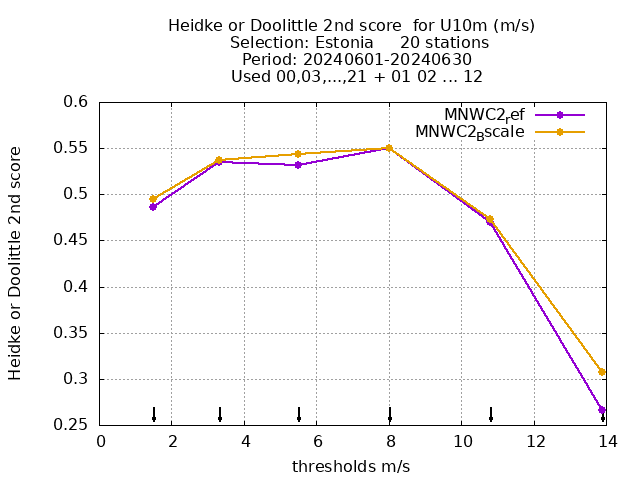 Heidke or Doolittle 2nd score  for U10m (m/s)
Selection: Estonia     20 stations
Period: 20240601-20240630
Used 00,03,...,21 + 01 02 ... 12
MNWC2_ref
MNWC2_Bscale
Heidke or Doolittle 2nd score
0.6
0.55
0.5
0.45
0.4
0.35
0.3
0.25
0 2 4 6 8 10 12 14
thresholds m/s